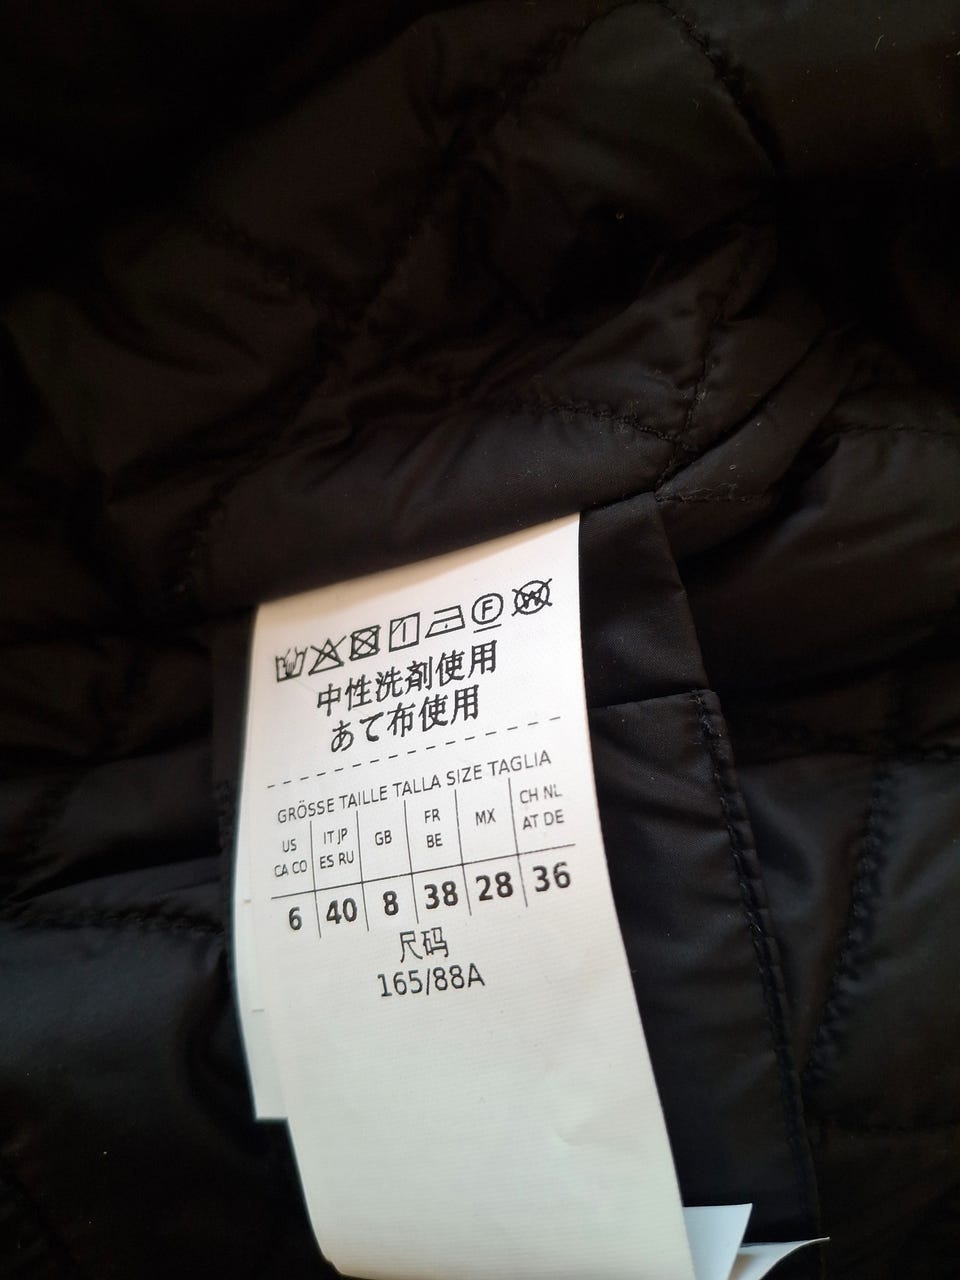 中性洗剤使用
あて布使用
GRÖSSE TAILLE TALLA SIZE TAGLIA
US CA CO | IT JP ES RU | GB | FR BE | MX | CH NL AT DE
6 | 40 | 8 | 38 | 28 | 36
尺码
165/88A